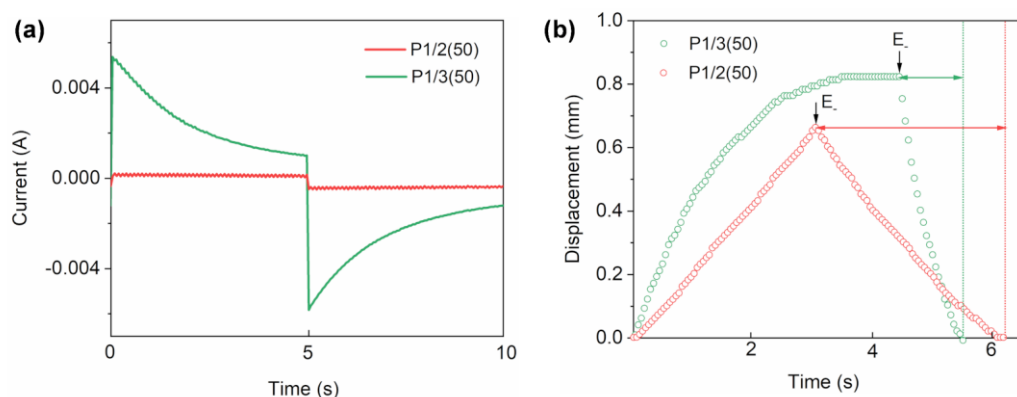 (a)
P1/2(50)
P1/3(50)
0.004
0.000
-0.004
Current (A)
0
5
10
Time (s)
(b)
1.0
0.8
0.6
0.4
0.2
0.0
Displacement (mm)
P1/3(50)
P1/2(50)
E-
E-
2
4
6
Time (s)